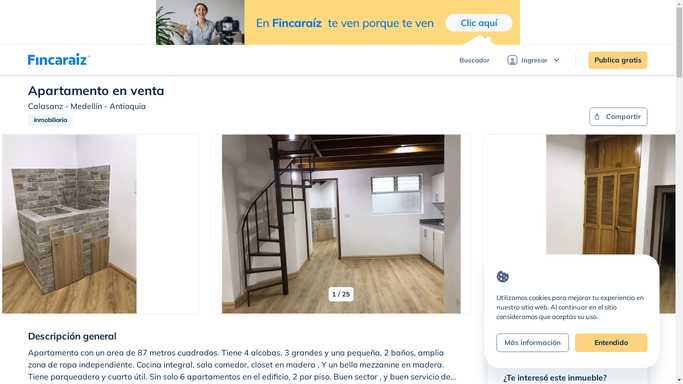 En Fincaraíz te ven porque te ven
Clic aquí
Fincaraíz
Buscador
Ingresar
Publica gratis
Apartamento en venta
Calasanz - Medellín - Antioquia
Inmobiliaria
Compartir
1 / 25
Utilizamos cookies para mejorar tu experiencia en
nuestro sitio web. Al continuar en el sitio
consideramos que aceptas su uso.
Más información
Entendido
Descripción general
Apartamento con un area de 87 metros cuadrados. Tiene 4 alcobas, 3 grandes y una pequeña, 2 baños, amplia
zona de ropa independiente. Cocina integral, sala comedor, closet en madera , Y un bello mezzanine en madera.
Tiene parqueadero y cuarto útil. Sin solo 6 apartamentos en el edificio, 2 por piso. Buen sector , y buen servicio de...
¿Te interesó este inmueble?